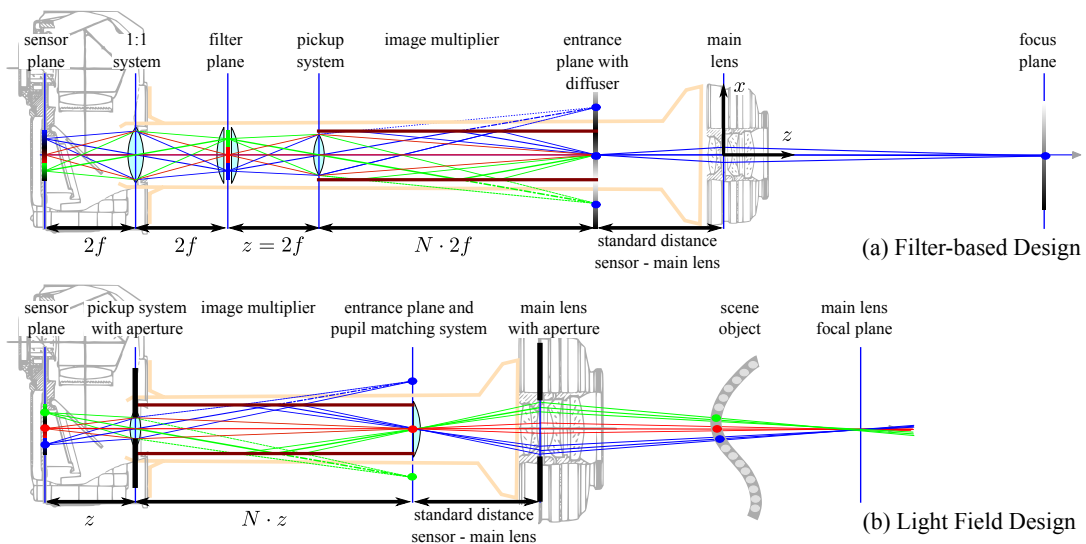 sensor plane
1:1 system
filter plane
pickup system
image multiplier
entrance plane with diffuser
main lens
focus plane
x
z
2f
2f
z = 2f
N · 2f
standard distance sensor - main lens
(a) Filter-based Design
sensor plane
pickup system with aperture
image multiplier
entrance plane and pupil matching system
main lens with aperture
scene object
main lens focal plane
z
N · z
standard distance sensor - main lens
(b) Light Field Design